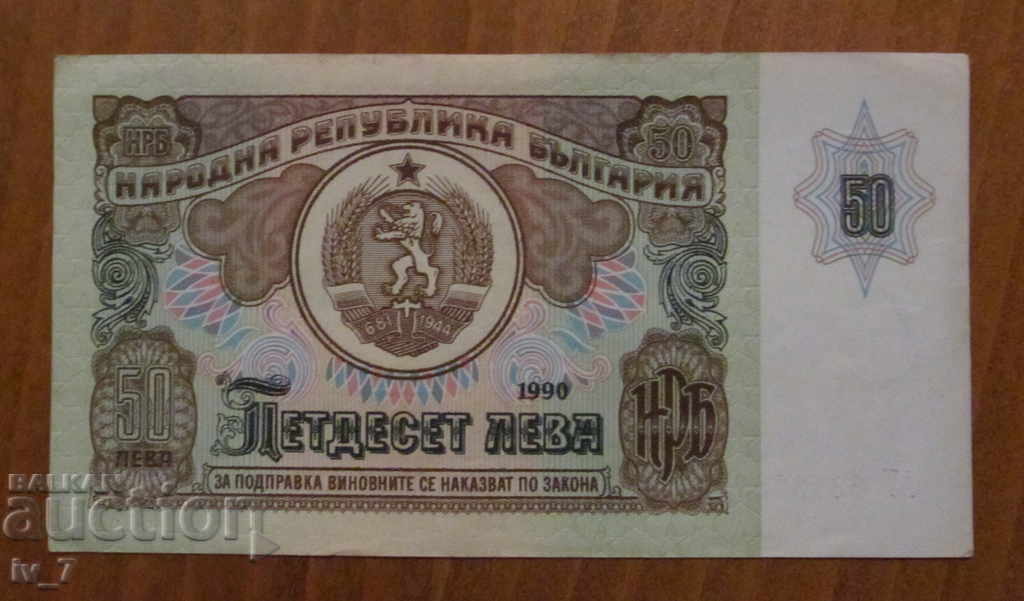 НРБ
50
НАРОДНА РЕПУБЛИКА БЪЛГАРИЯ
50
681 1944
1990
50 ЛЕВА
ПЕТДЕСЕТ ЛЕВА
НРБ
ЗА ПОДПРАВКА ВИНОВНИТЕ СЕ НАКАЗВАТ ПО ЗАКОНА
BALKAN
auction
iv_7